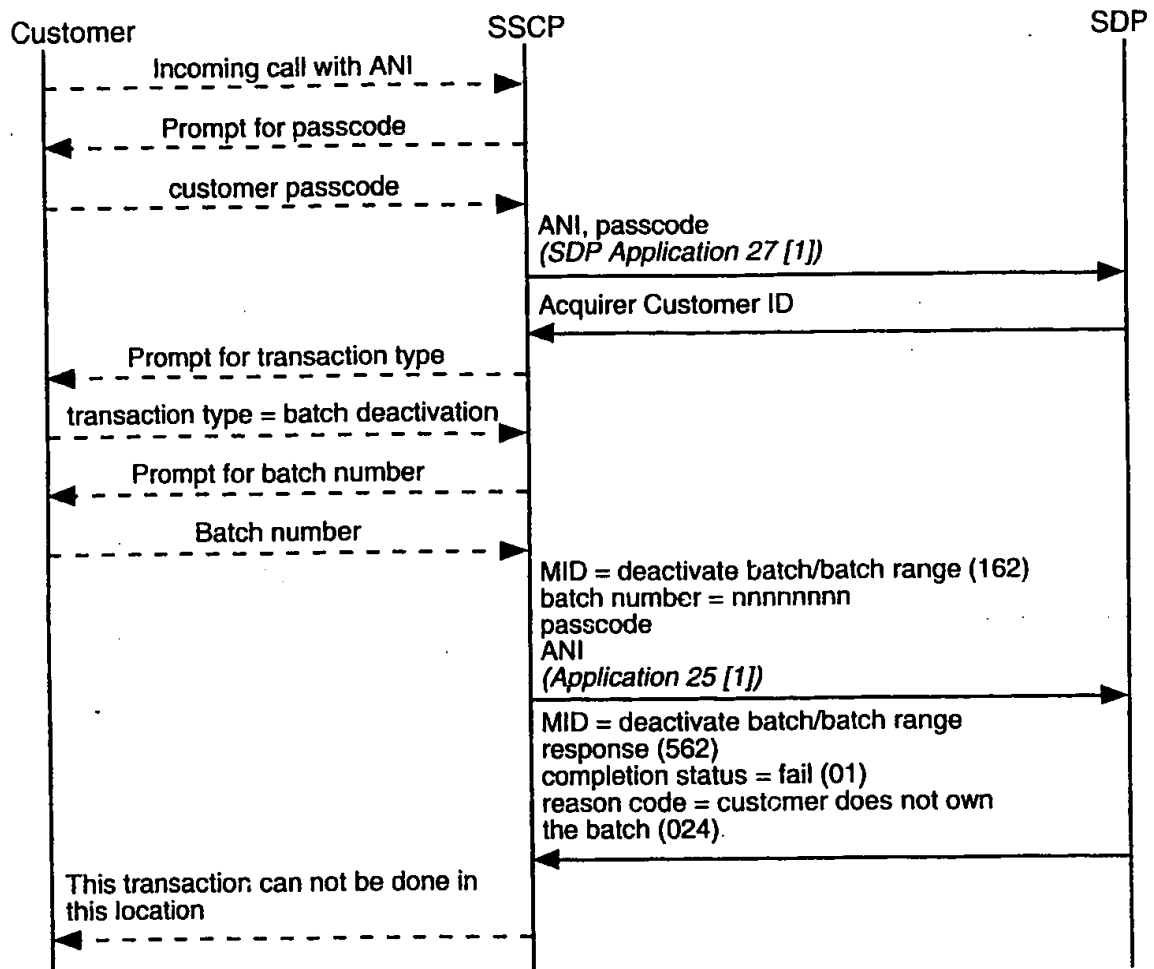 Customer
SSCP
SDP
Incoming call with ANI
Prompt for passcode
customer passcode
ANI, passcode
(SDP Application 27 [1])
Acquirer Customer ID
Prompt for transaction type
transaction type = batch deactivation
Prompt for batch number
Batch number
MID = deactivate batch/batch range (162)
batch number = nnnnnnnnn
passcode
ANI
(Application 25 [1])
MID = deactivate batch/batch range
response (562)
completion status = fail (01)
reason code = customer does not own
the batch (024).
This transaction can not be done in
this location